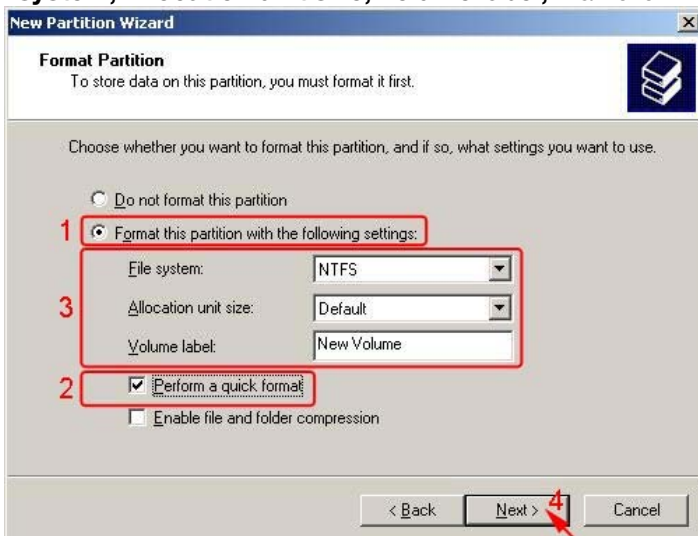 New Partition Wizard
Format Partition
To store data on this partition, you must format it first.
Choose whether you want to format this partition, and if so, what settings you want to use.
Do not format this partition
1 Format this partition with the following settings:
File system: NTFS
3 Allocation unit size: Default
Volume label: New Volume
2 Perform a quick format
Enable file and folder compression
< Back Next > 4 Cancel